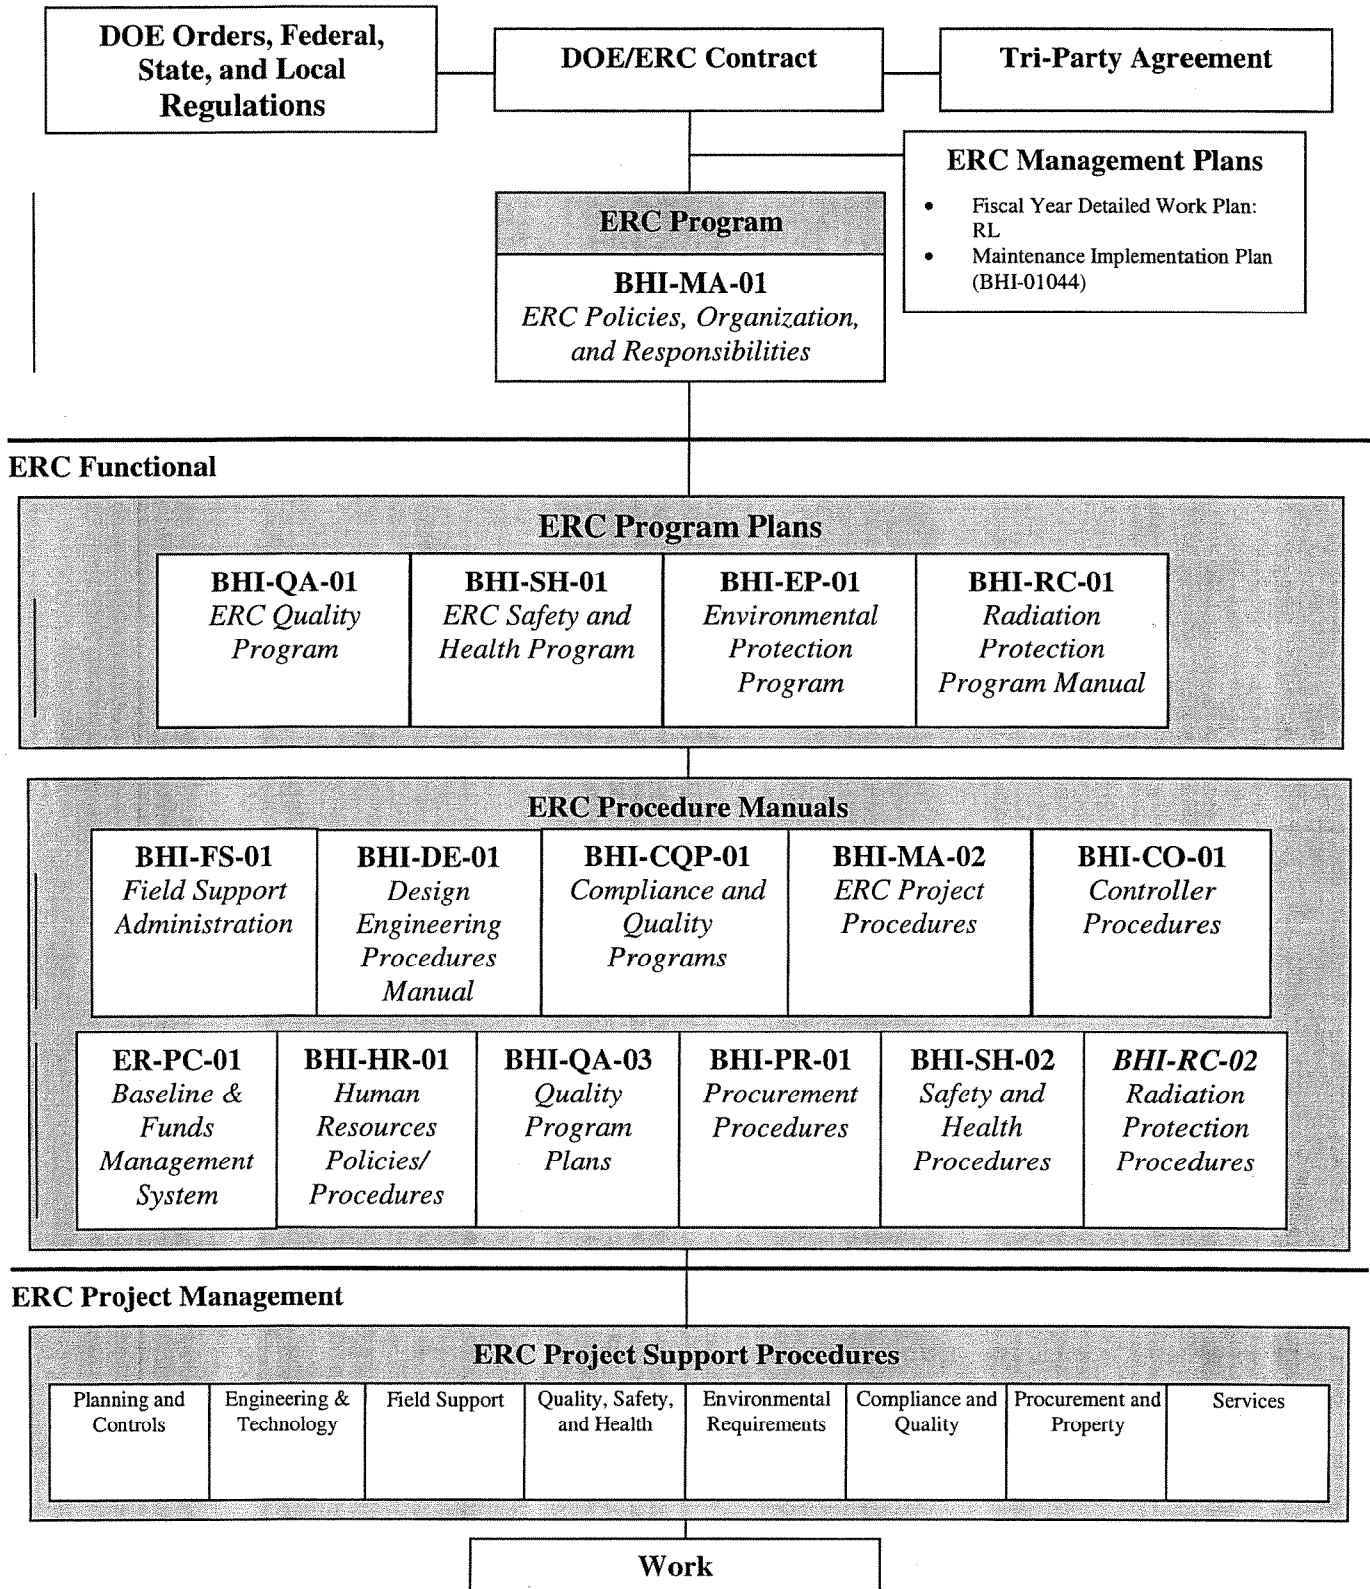 DOE Orders, Federal,
State, and Local
Regulations
DOE/ERC Contract
Tri-Party Agreement
ERC Management Plans
• Fiscal Year Detailed Work Plan:
RL
• Maintenance Implementation Plan
(BHI-01044)
ERC Program
BHI-MA-01
ERC Policies, Organization,
and Responsibilities
ERC Functional
ERC Program Plans
BHI-QA-01
ERC Quality
Program
BHI-SH-01
ERC Safety and
Health Program
BHI-EP-01
Environmental
Protection
Program
BHI-RC-01
Radiation
Protection
Program Manual
ERC Procedure Manuals
BHI-FS-01
Field Support
Administration
BHI-DE-01
Design
Engineering
Procedures
Manual
BHI-CQP-01
Compliance and
Quality
Programs
BHI-MA-02
ERC Project
Procedures
BHI-CO-01
Controller
Procedures
ER-PC-01
Baseline &
Funds
Management
System
BHI-HR-01
Human
Resources
Policies/
Procedures
BHI-QA-03
Quality
Program
Plans
BHI-PR-01
Procurement
Procedures
BHI-SH-02
Safety and
Health
Procedures
BHI-RC-02
Radiation
Protection
Procedures
ERC Project Management
ERC Project Support Procedures
Planning and
Controls
Engineering &
Technology
Field Support
Quality, Safety,
and Health
Environmental
Requirements
Compliance and
Quality
Procurement and
Property
Services
Work